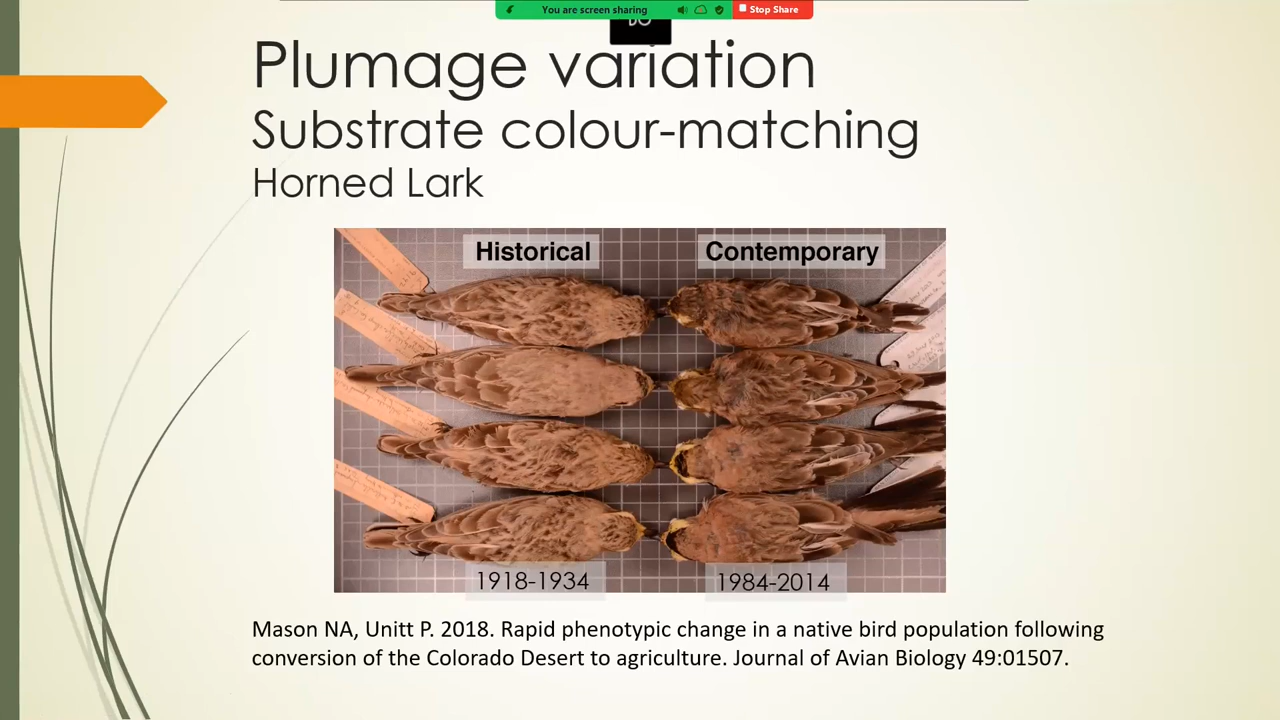 You are screen sharing
Stop Share
Plumage variation
Substrate colour-matching
Horned Lark
Historical
Contemporary
1918-1934
1984-2014
Mason NA, Unitt P. 2018. Rapid phenotypic change in a native bird population following
conversion of the Colorado Desert to agriculture. Journal of Avian Biology 49:01507.